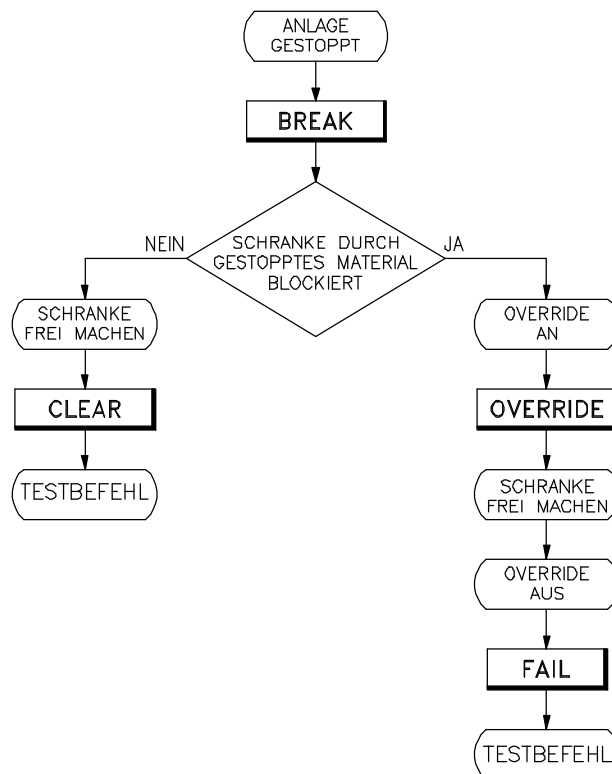 ANLAGE
GESTOPPT
BREAK
NEIN
SCHRANKE DURCH
GESTOPPTES MATERIAL
BLOCKIERT
JA
SCHRANKE
FREI MACHEN
CLEAR
TESTBEFEHL
OVERRIDE
AN
OVERRIDE
SCHRANKE
FREI MACHEN
OVERRIDE
AUS
FAIL
TESTBEFEHL